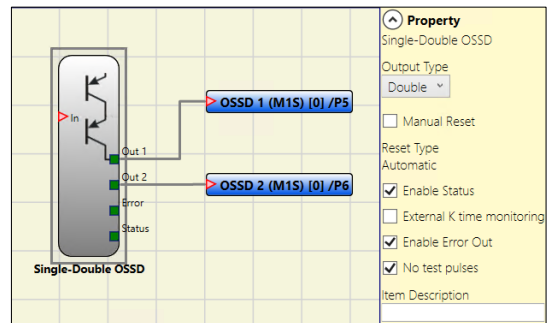 In
Out 1
Out 2
Error
Status
Single-Double OSSD
OSSD 1 (M1S) [0] /P5
OSSD 2 (M1S) [0] /P6
Property
Single-Double OSSD
Output Type
Double
Manual Reset
Reset Type
Automatic
Enable Status
External K time monitoring
Enable Error Out
No test pulses
Item Description